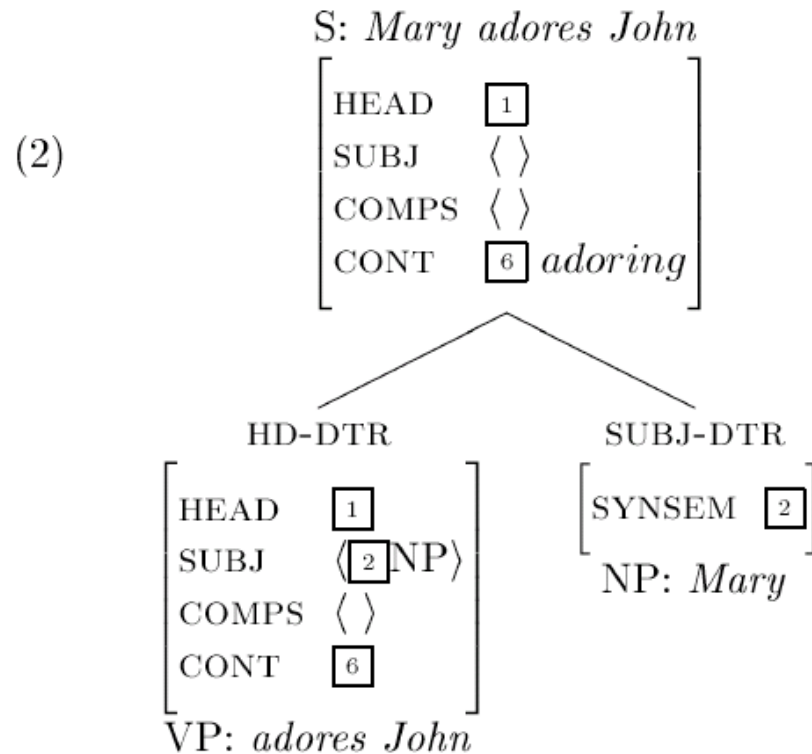 S: Mary adores John
(2)
HEAD 1
SUBJ ⟨ ⟩
COMPS ⟨ ⟩
CONT 6 adoring
HD-DTR SUBJ-DTR
HEAD 1
SUBJ ⟨ 2 NP⟩
COMPS ⟨ ⟩
CONT 6
SYNSEM 2
NP: Mary
VP: adores John